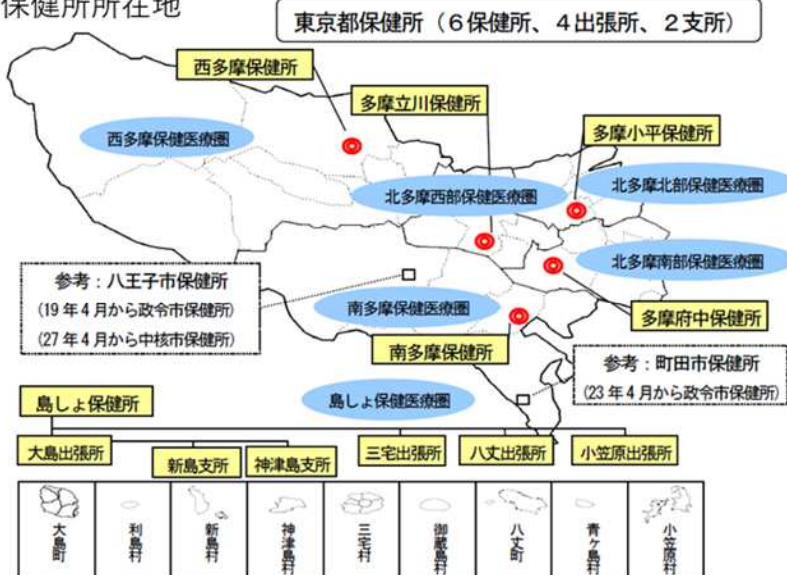 保健所所在地
東京都保健所（6保健所、4出張所、2支所）
西多摩保健所
多摩立川保健所
多摩小平保健所
西多摩保健医療圏
北多摩西部保健医療圏
北多摩北部保健医療圏
北多摩南部保健医療圏
参考：八王子市保健所
(19年4月から政令市保健所)
(27年4月から中核市保健所)
南多摩保健医療圏
多摩府中保健所
南多摩保健所
参考：町田市保健所
(23年4月から政令市保健所)
島しょ保健所
島しょ保健医療圏
大島出張所
新島支所
神津島支所
三宅出張所
八丈出張所
小笠原出張所
大島町
利島村
新島村
神津島村
三宅村
御蔵島村
八丈町
青ヶ島村
小笠原村